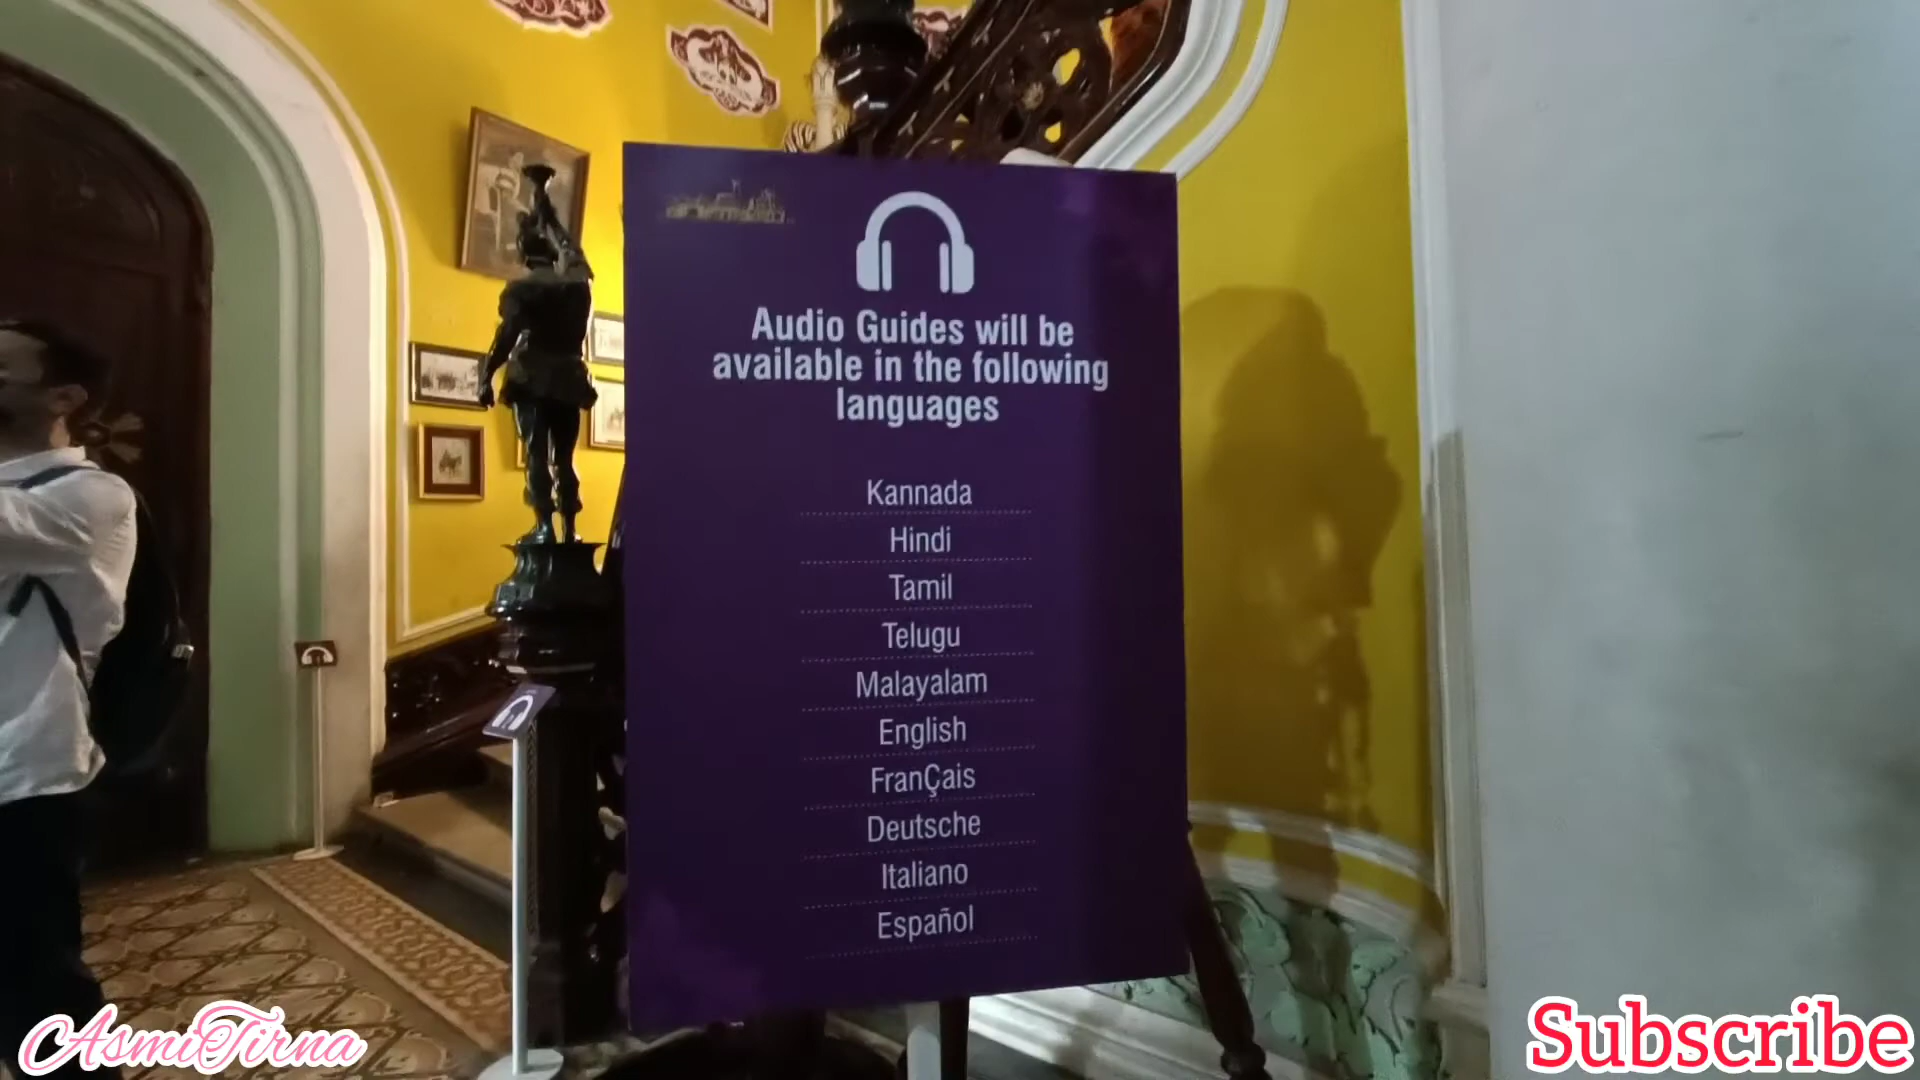 Audio Guides will be
available in the following
languages
Kannada
Hindi
Tamil
Telugu
Malayalam
English
FranÇais
Deutsche
Italiano
Español
AsmiTirna
Subscribe